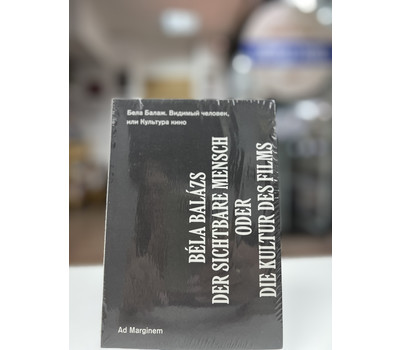 Бела Балаж. Видимый человек,
или Культура кино
BÉLA BALÁZS
DER SICHTBARE MENSCH
ODER
DIE KULTUR DES FILMS
Ad Marginem